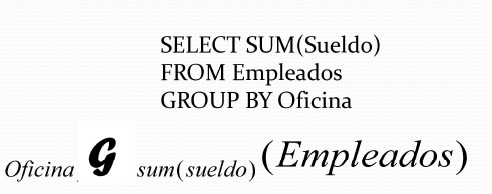 SELECT SUM(Sueldo)
FROM Empleados
GROUP BY Oficina
Oficina G sum(sueldo) (Empleados)